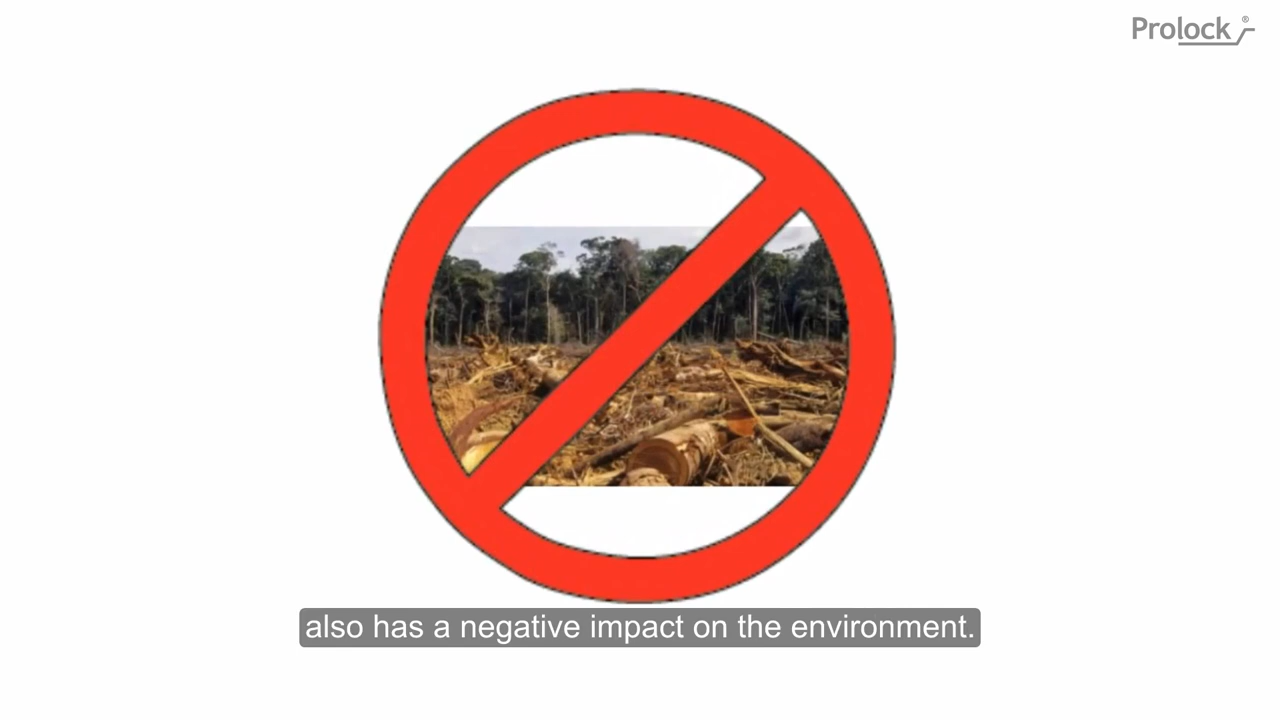 Prolock®
also has a negative impact on the environment.